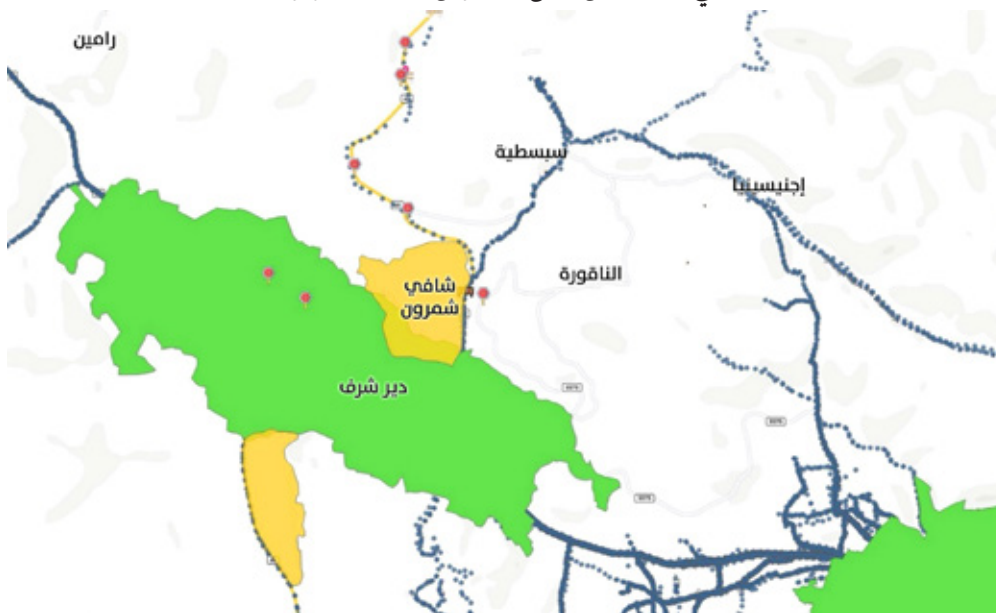 رامين
سبسطية
إجنيسينيا
الناقورة
شافي
شمرون
دير شرف